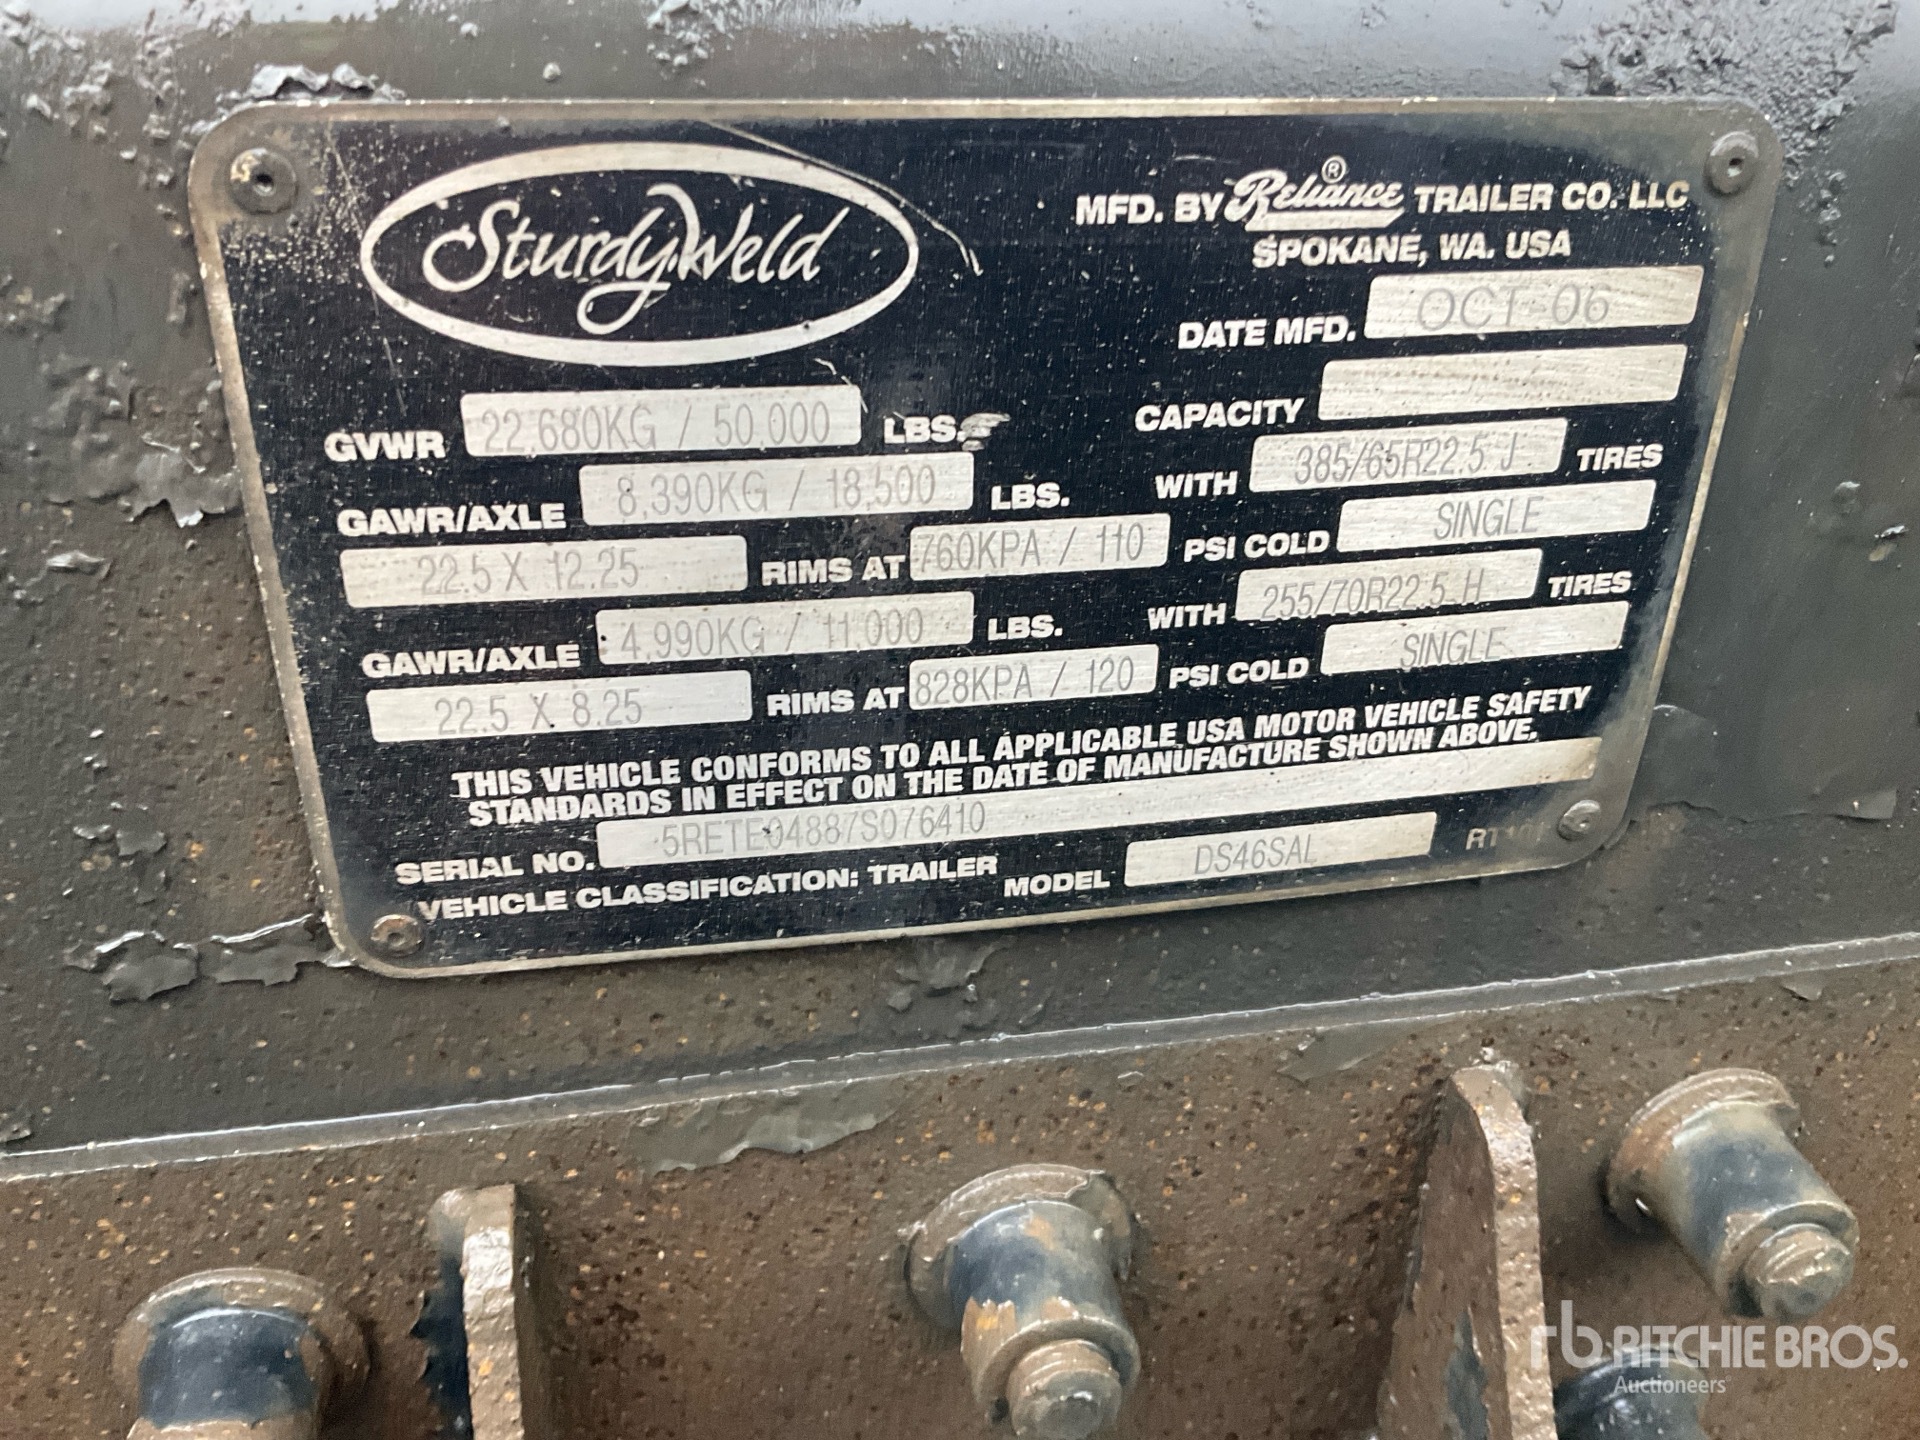 SturdyWeld
MFD. BY Reliance® TRAILER CO. LLC
SPOKANE, WA. USA
DATE MFD. OCT-06
GVWR 22,680KG / 50,000 LBS.
CAPACITY
GAWR/AXLE 8,390KG / 18,500 LBS. WITH 385/65R22.5 J TIRES
22.5 X 12.25 RIMS AT 760KPA / 110 PSI COLD SINGLE
GAWR/AXLE 4,990KG / 11,000 LBS. WITH 255/70R22.5 H TIRES
22.5 X 8.25 RIMS AT 828KPA / 120 PSI COLD SINGLE
THIS VEHICLE CONFORMS TO ALL APPLICABLE USA MOTOR VEHICLE SAFETY
STANDARDS IN EFFECT ON THE DATE OF MANUFACTURE SHOWN ABOVE.
SERIAL NO. 5RETE04887S076410
VEHICLE CLASSIFICATION: TRAILER MODEL DS46SAL
rb RITCHIE BROS.
Auctioneers